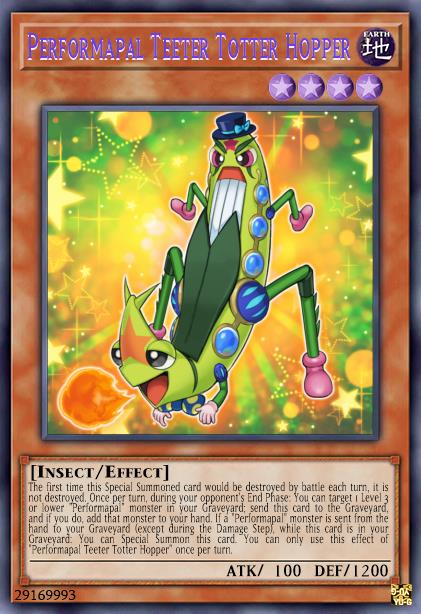 Performapal Teeter Totter Hopper
EARTH
地
[Insect/Effect]
The first time this Special Summoned card would be destroyed by battle each turn, it
is not destroyed. Once per turn, during your opponent's End Phase: You can target 1 Level 3
or lower "Performapal" monster in your Graveyard; send this card to the Graveyard,
and if you do, add that monster to your hand. If a "Performapal" monster is sent from
the hand to your Graveyard (except during the Damage Step), while this card is in your
Graveyard: You can Special Summon this card. You can only use this effect of
"Performapal Teeter Totter Hopper" once per turn.
ATK/ 100 DEF/1200
29169993